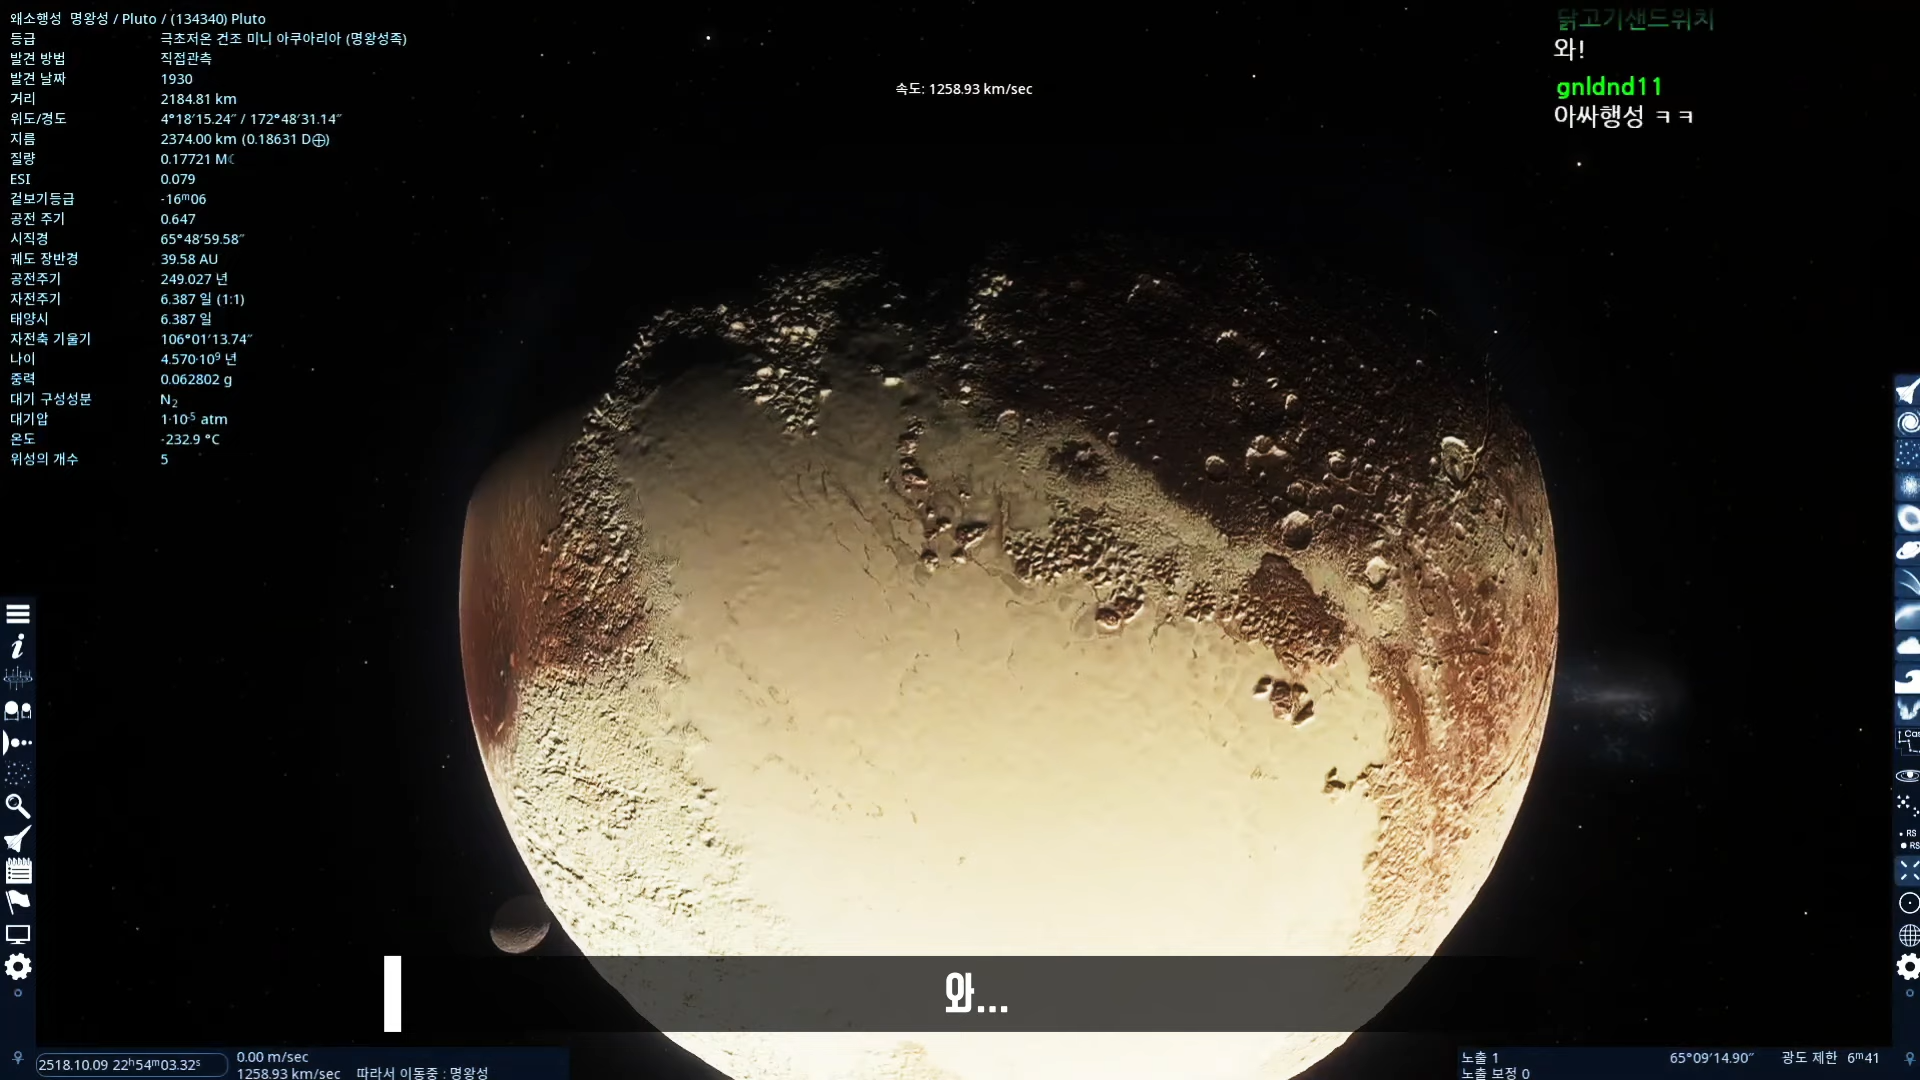 왜소행성 명왕성 / Pluto / (134340) Pluto
등급 극초저온 건조 미니 아쿠아리아 (명왕성족)
발견 방법 직접관측
발견 날짜 1930
거리 2184.81 km
위도/경도 4°18′15.24″ / 172°48′31.14″
지름 2374.00 km (0.18631 D⊕)
질량 0.17721 M☾
ESI 0.079
겉보기등급 -16ᵐ06
공전 주기 0.647
시직경 65°48′59.58″
궤도 장반경 39.58 AU
공전주기 249.027 년
자전주기 6.387 일 (1:1)
태양시 6.387 일
자전축 기울기 106°01′13.74″
나이 4.570·10⁹ 년
중력 0.062802 g
대기 구성성분 N₂
대기압 1·10⁻⁵ atm
온도 -232.9 °C
위성의 개수 5
속도: 1258.93 km/sec
닭고기샌드위치
와!
gnldnd11
아싸행성 ㅋㅋ
RS
RS
와...
2518.10.09 22ʰ54ᵐ03.32ˢ
0.00 m/sec
1258.93 km/sec 따라서 이동중 : 명왕성
노출 1 65°09′14.90″ 광도 제한 6ᵐ41
노출 보정 0